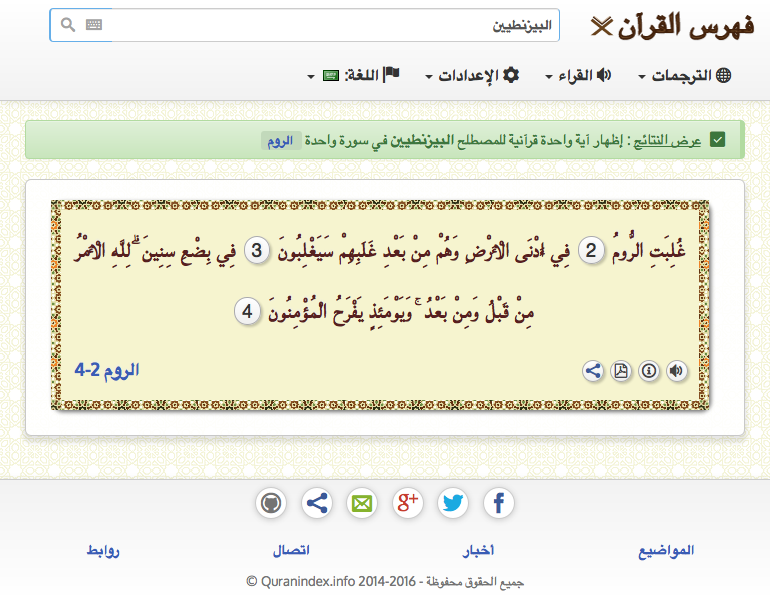 فهرس القرآن
البيزنطيين
الترجمات القراء الإعدادات اللغة:
عرض النتائج : إظهار آية واحدة قرآنية للمصطلح البيزنطيين في سورة واحدة الروم
غُلِبَتِ الرُّومُ 2 فِي أَدْنَى الْأَرْضِ وَهُمْ مِنْ بَعْدِ غَلَبِهِمْ سَيَغْلِبُونَ 3 فِي بِضْعِ سِنِينَ ۗ لِلَّهِ الْأَمْرُ
مِنْ قَبْلُ وَمِنْ بَعْدُ ۚ وَيَوْمَئِذٍ يَفْرَحُ الْمُؤْمِنُونَ 4
الروم 2-4
المواضيع أخبار اتصال روابط
جميع الحقوق محفوظة - Quranindex.info 2014-2016 ©